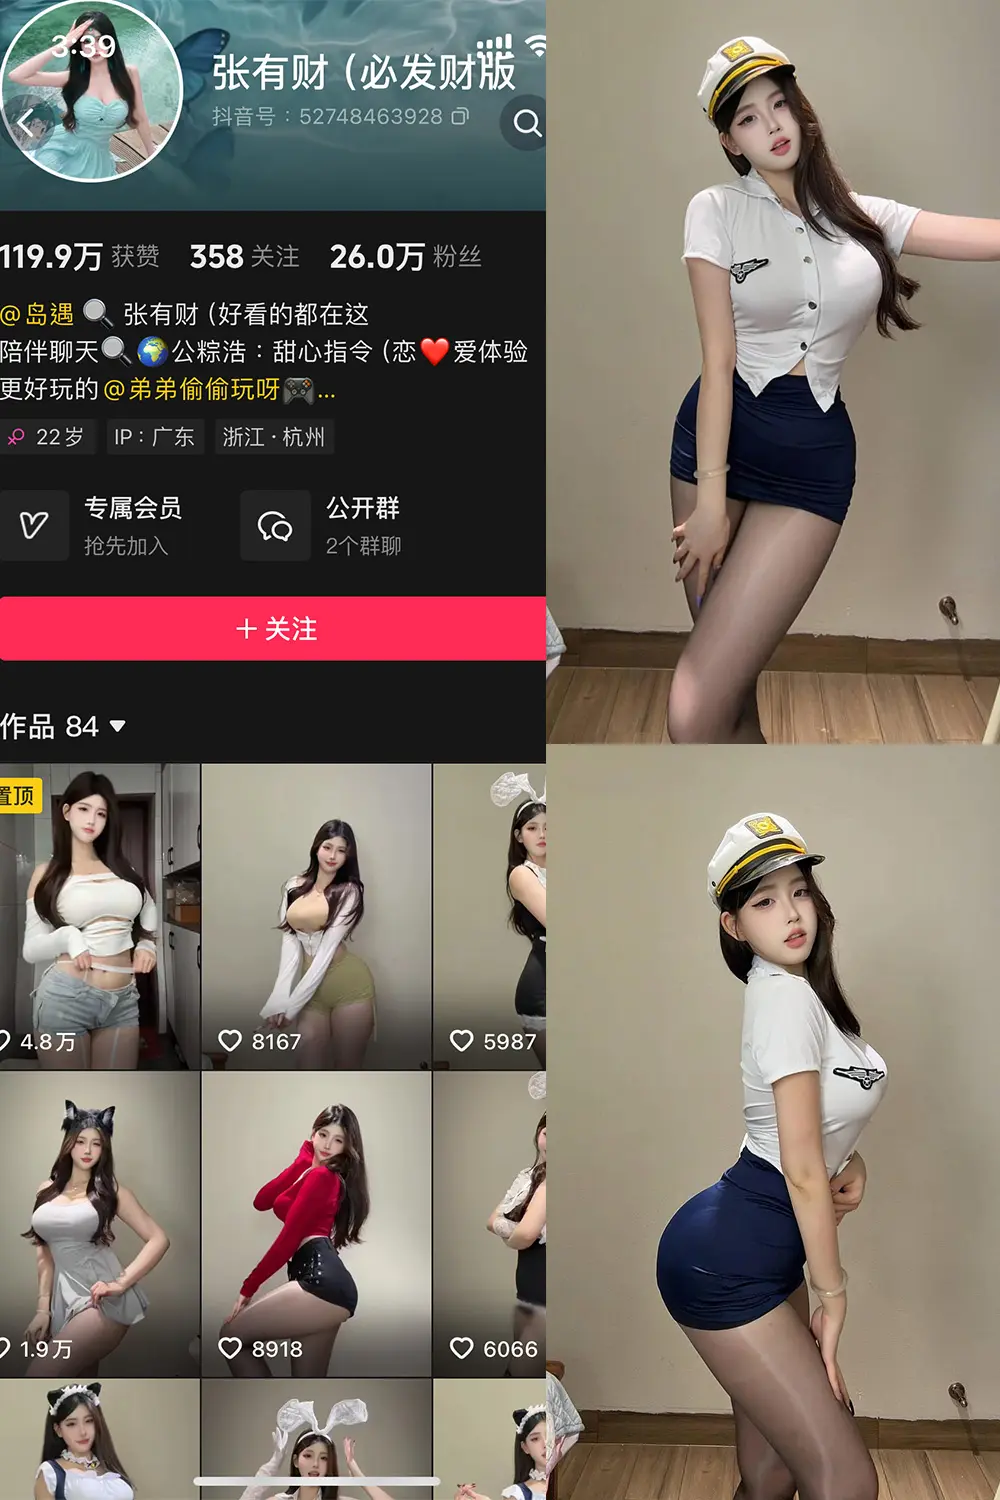 3:39
张有财（必发财版
抖音号：52748463928
119.9万 获赞 358 关注 26.0万 粉丝
@岛遇 张有财（好看的都在这
陪伴聊天 公粽浩：甜心指令（恋❤️爱体验
更好玩的@弟弟偷偷玩呀🎮...
22岁 IP：广东 浙江·杭州
专属会员 公开群
抢先加入 2个群聊
+ 关注
作品 84
置顶
4.8万 8167 5987
1.9万 8918 6066